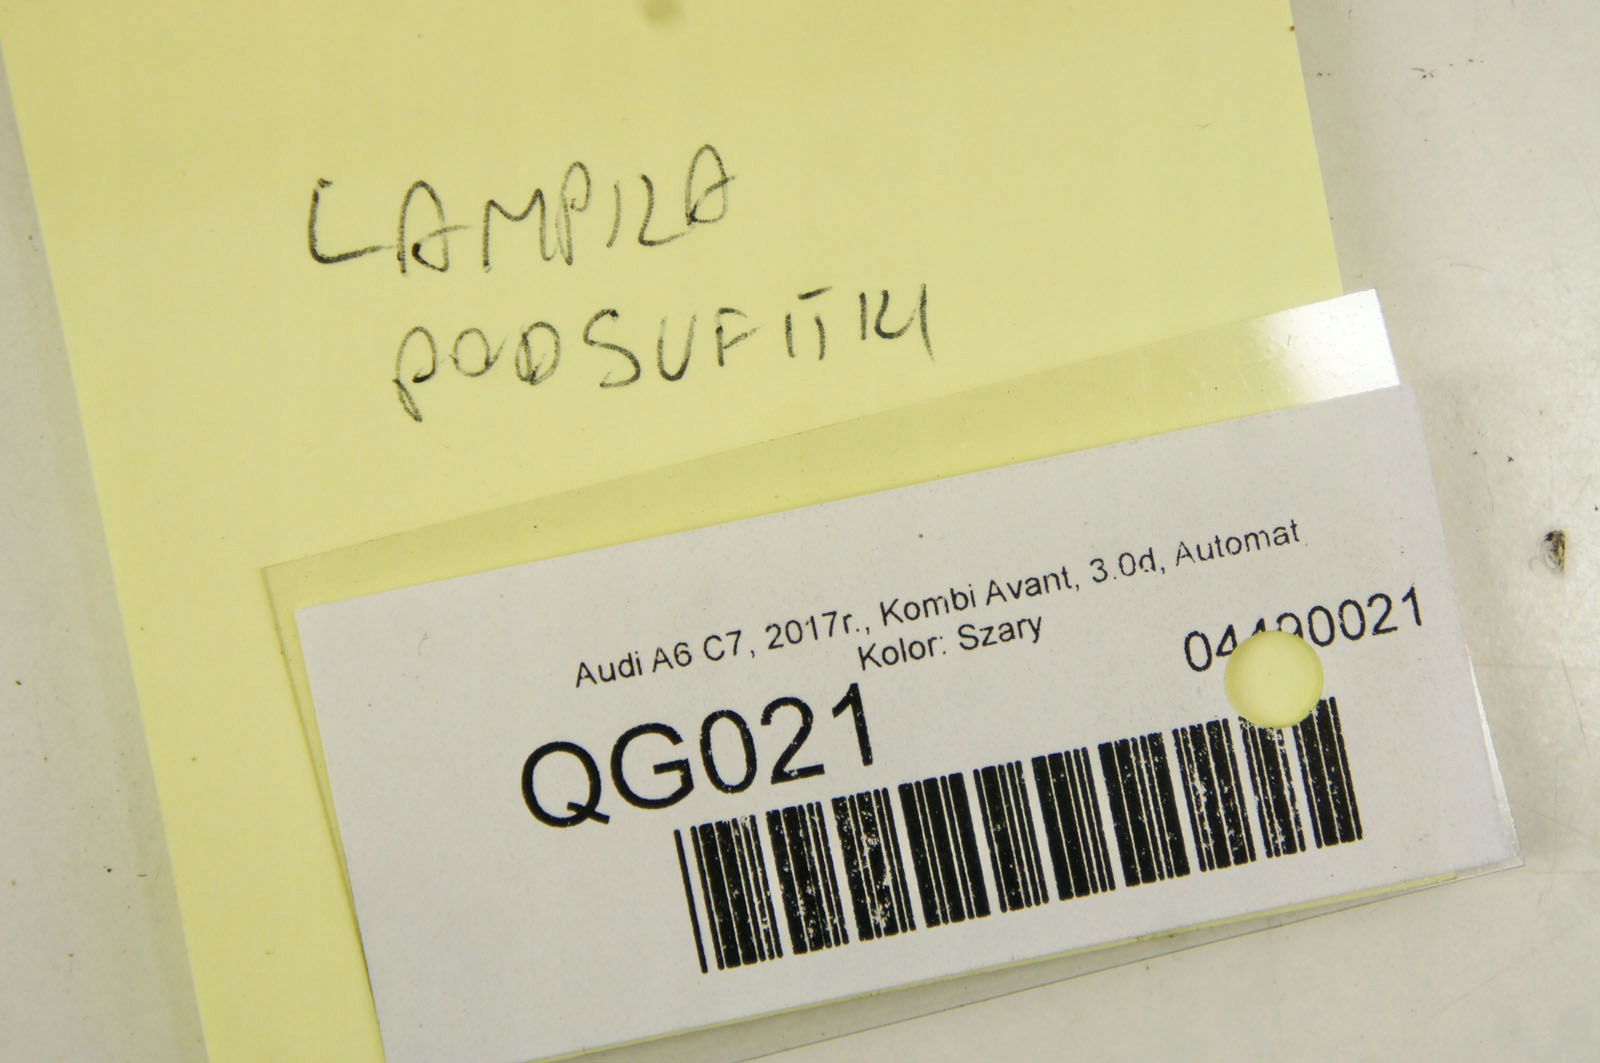 LAMPKA
PODSUFITKI
Audi A6 C7, 2017r., Kombi Avant, 3.0d, Automat
Kolor: Szary
QG021